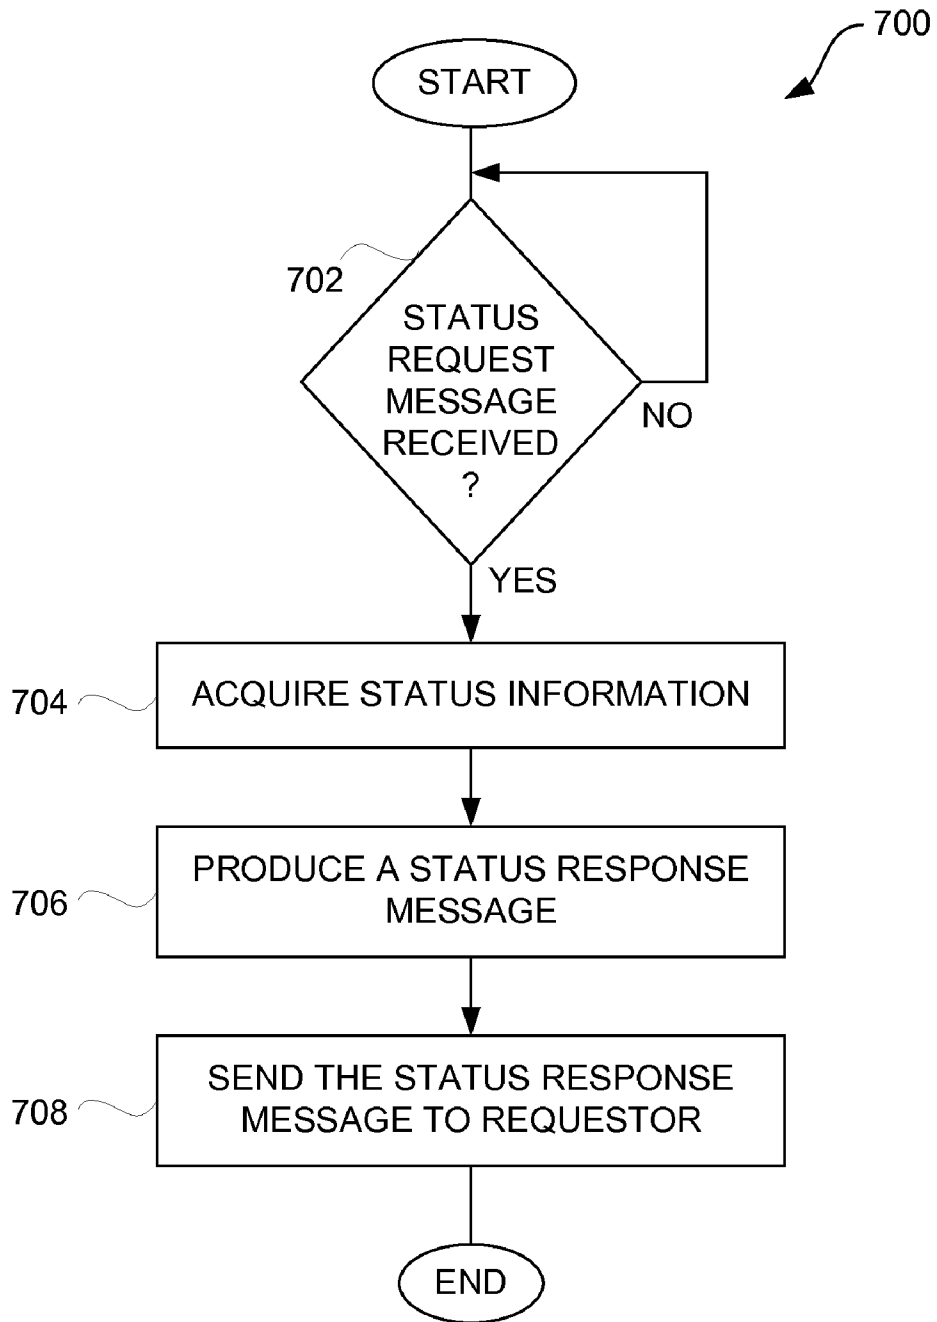 700
START
702
STATUS
REQUEST
MESSAGE
RECEIVED
?
NO
YES
704
ACQUIRE STATUS INFORMATION
706
PRODUCE A STATUS RESPONSE
MESSAGE
708
SEND THE STATUS RESPONSE
MESSAGE TO REQUESTOR
END